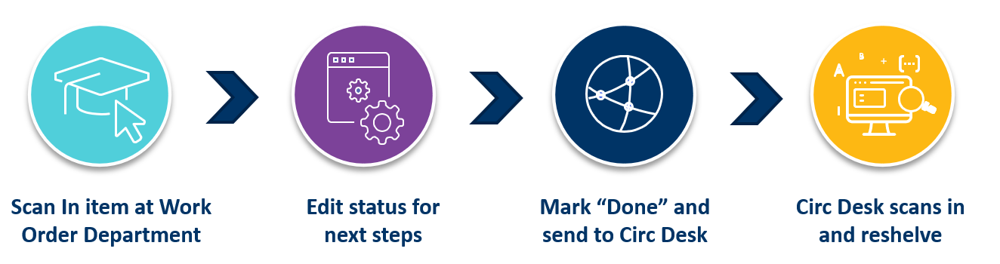 A
B
+
[...]
I
Scan In item at Work
Order Department
Edit status for
next steps
Mark “Done” and
send to Circ Desk
Circ Desk scans in
and reshelve